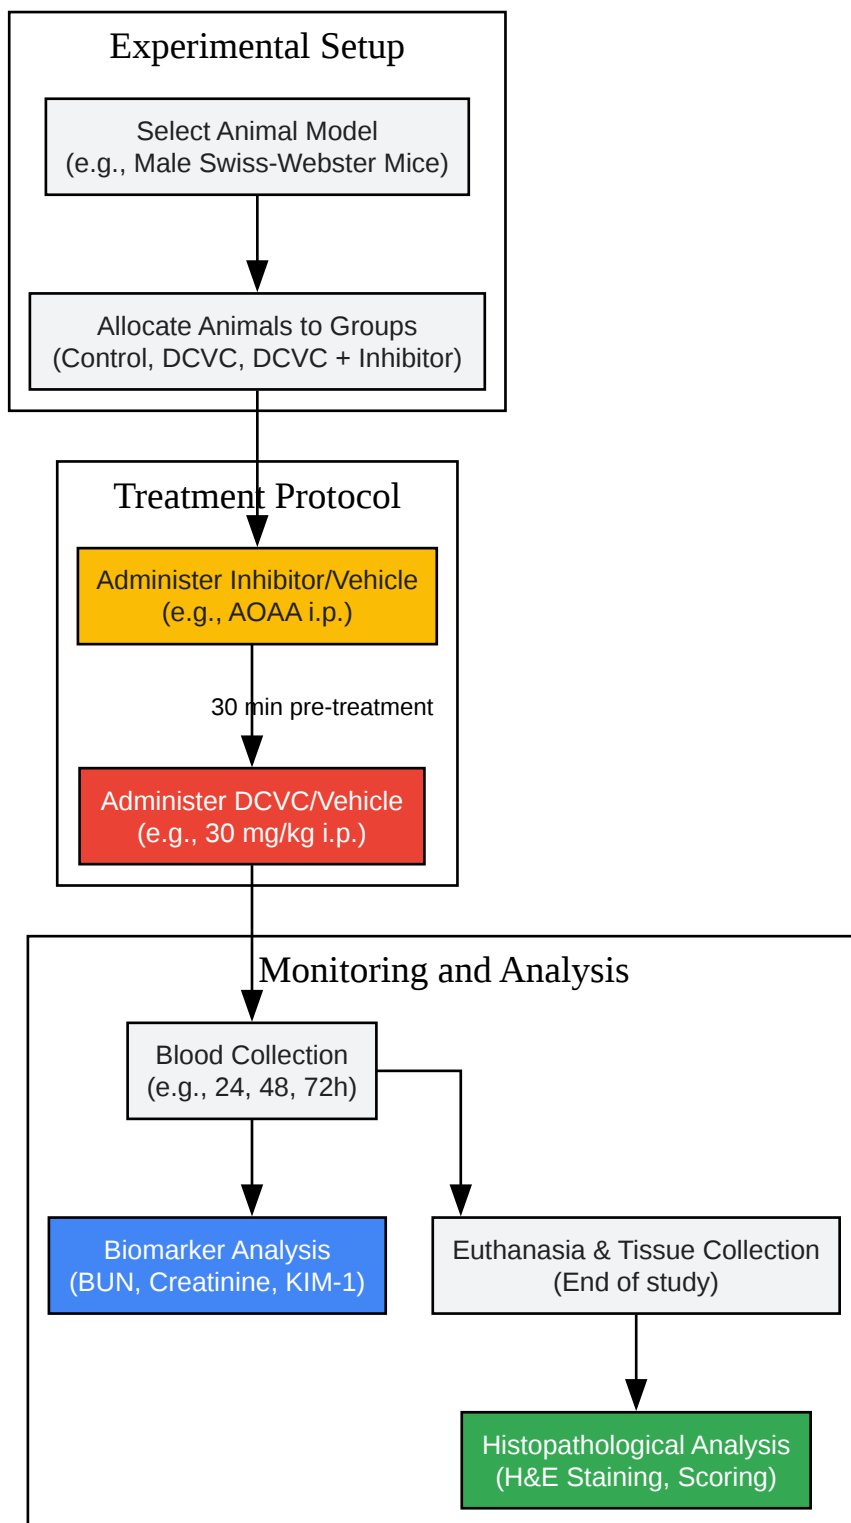 Experimental Setup
Select Animal Model
(e.g., Male Swiss-Webster Mice)
Allocate Animals to Groups
(Control, DCVC, DCVC + Inhibitor)
Treatment Protocol
Administer Inhibitor/Vehicle
(e.g., AOAA i.p.)
30 min pre-treatment
Administer DCVC/Vehicle
(e.g., 30 mg/kg i.p.)
Monitoring and Analysis
Blood Collection
(e.g., 24, 48, 72h)
Biomarker Analysis
(BUN, Creatinine, KIM-1)
Euthanasia & Tissue Collection
(End of study)
Histopathological Analysis
(H&E Staining, Scoring)